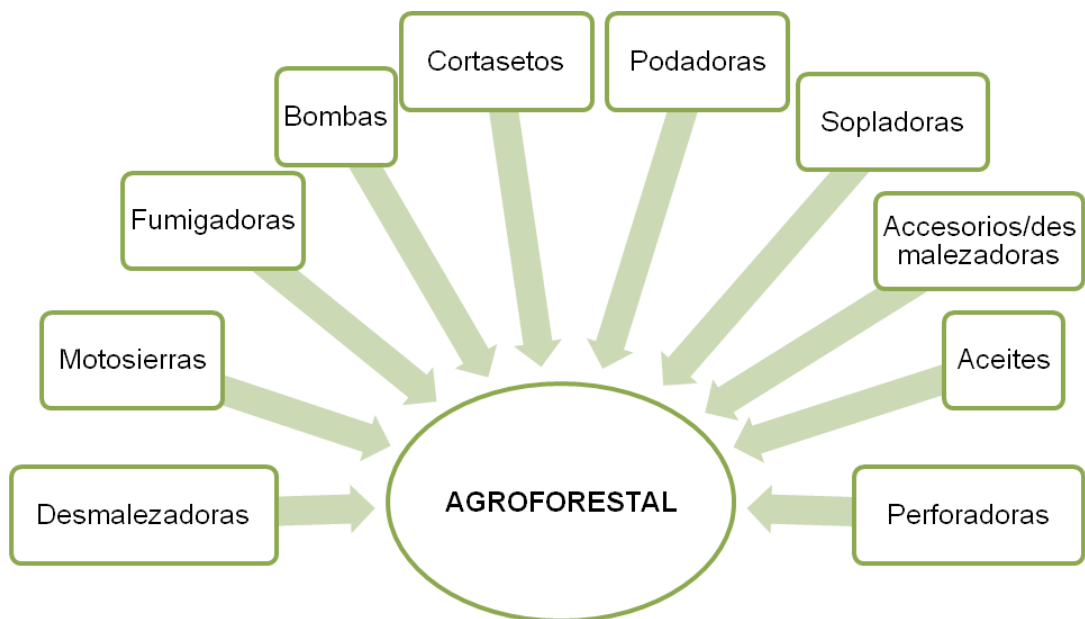 Cortasetos
Podadoras
Bombas
Sopladoras
Fumigadoras
Accesorios/des
malezadoras
Motosierras
Aceites
Desmalezadoras
AGROFORESTAL
Perforadoras